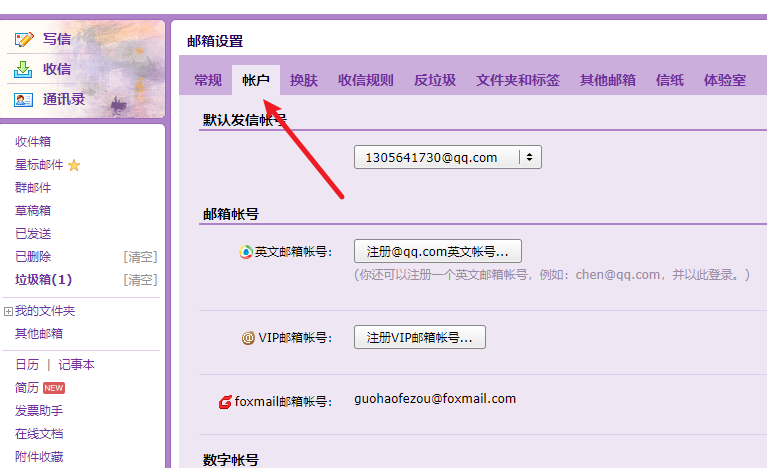 写信
收信
通讯录
收件箱
星标邮件
群邮件
草稿箱
已发送
已删除 [清空]
垃圾箱(1) [清空]
我的文件夹
其他邮箱
日历 | 记事本
简历 NEW
发票助手
在线文档
附件收藏
邮箱设置
常规 帐户 换肤 收信规则 反垃圾 文件夹和标签 其他邮箱 信纸 体验室
默认发信帐号
1305641730@qq.com
邮箱帐号
英文邮箱帐号： 注册@qq.com英文帐号...
(你还可以注册一个英文邮箱帐号，例如：chen@qq.com，并以此登录。)
VIP邮箱帐号： 注册VIP邮箱帐号...
foxmail邮箱帐号： guohaofezou@foxmail.com
数字帐号